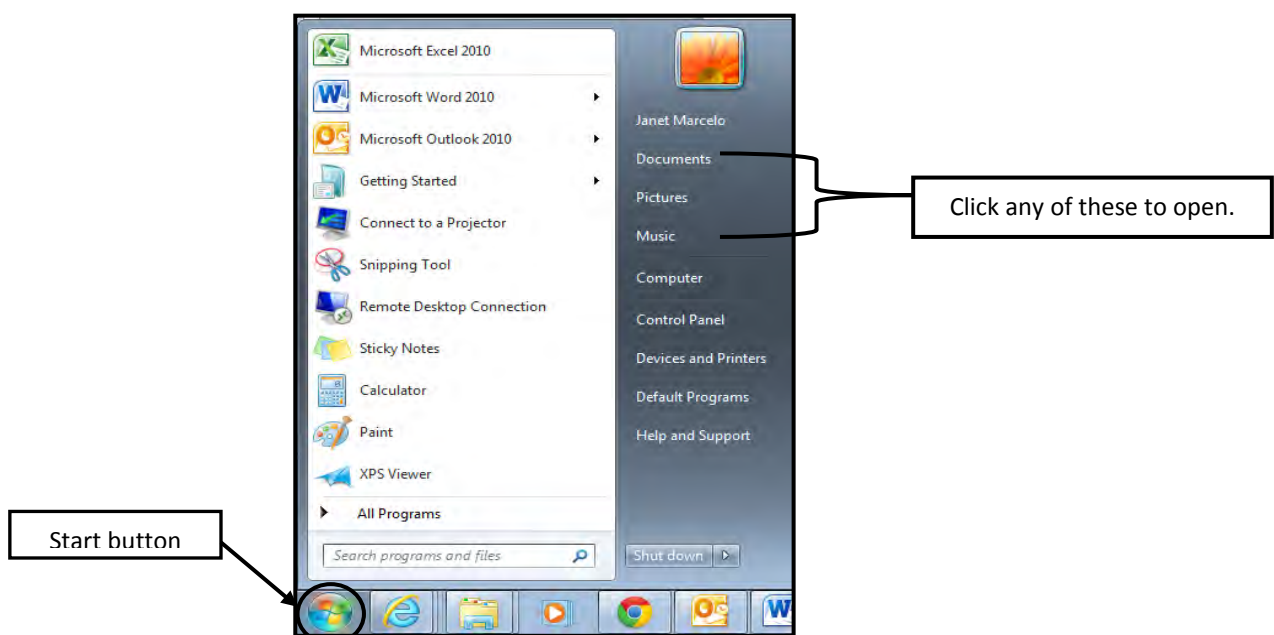 Microsoft Excel 2010
Microsoft Word 2010
Microsoft Outlook 2010
Getting Started
Connect to a Projector
Snipping Tool
Remote Desktop Connection
Sticky Notes
Calculator
Paint
XPS Viewer
All Programs
Search programs and files
Janet Marcelo
Documents
Pictures
Music
Computer
Control Panel
Devices and Printers
Default Programs
Help and Support
Shut down
Click any of these to open.
Start button